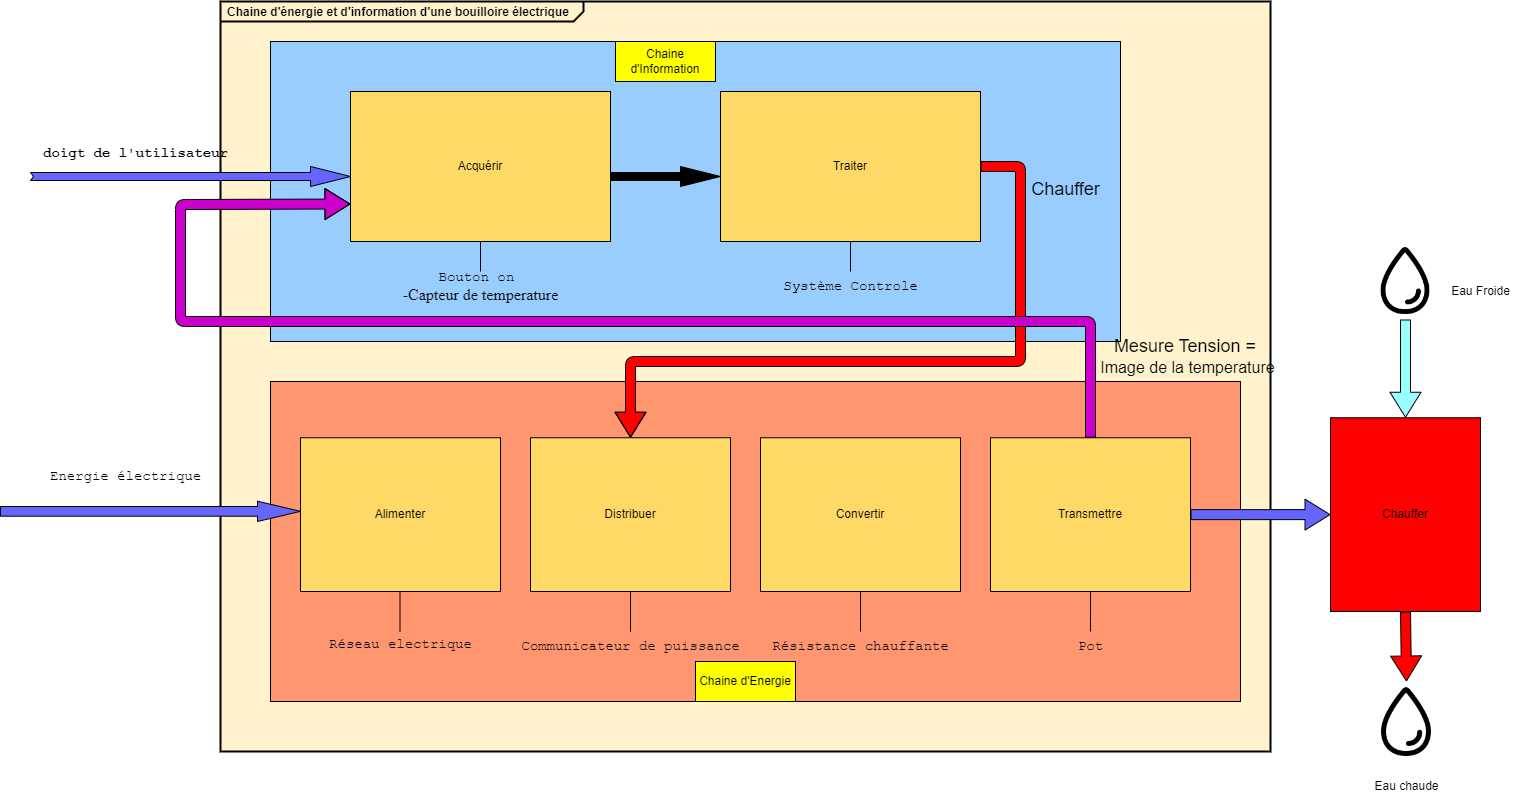 Chaine d'énergie et d'information d'une bouilloire électrique
Chaine
d'Information
doigt de l'utilisateur
Acquérir
Traiter
Chauffer
Bouton on
-Capteur de temperature
Système Controle
Eau Froide
Mesure Tension =
Image de la temperature
Energie électrique
Alimenter
Distribuer
Convertir
Transmettre
Chauffer
Réseau electrique
Communicateur de puissance
Résistance chauffante
Pot
Chaine d'Energie
Eau chaude